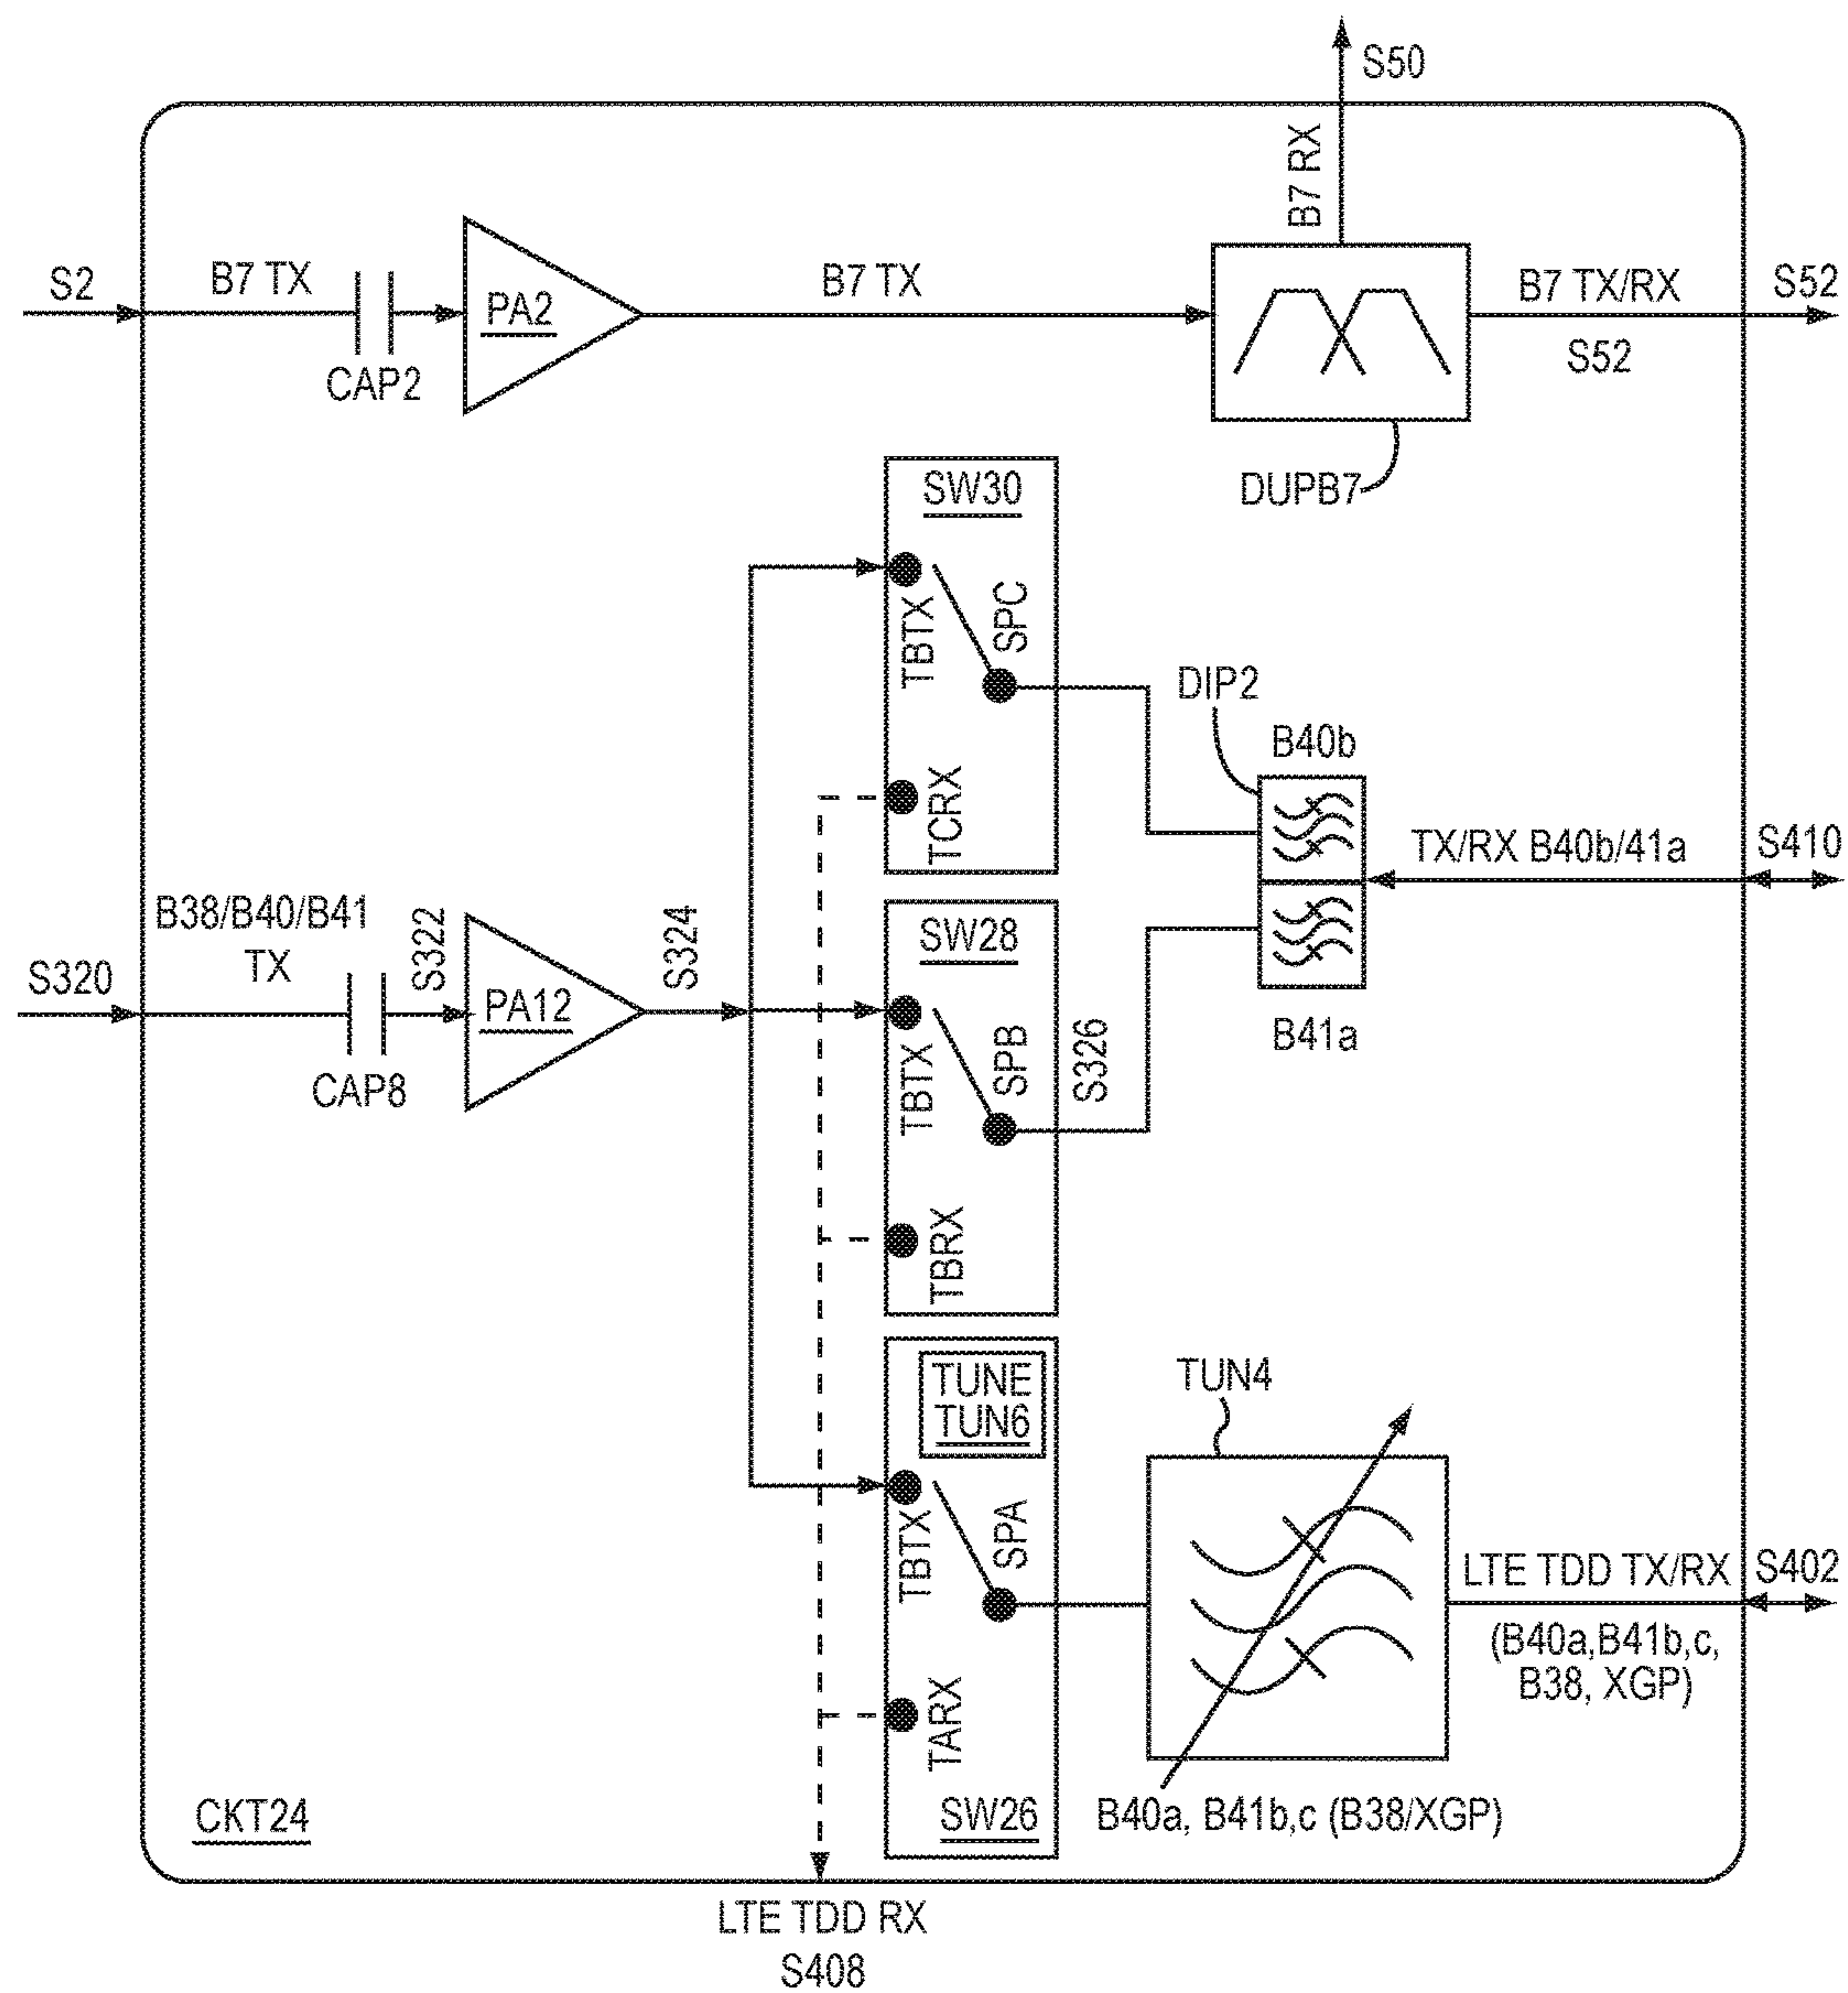 S50
B7 RX
S2
B7 TX
CAP2
PA2
B7 TX
B7 TX/RX
S52
S52
DUPB7
SW30
TBTX
SPC
TCRX
DIP2
B40b
TX/RX B40b/41a
S410
B41a
B38/B40/B41
TX
S320
S322
CAP8
PA12
S324
SW28
TBTX
SPB
S326
TBRX
TUNE
TUN6
TBTX
SPA
TARX
SW26
TUN4
LTE TDD TX/RX
S402
(B40a,B41b,c,
B38, XGP)
B40a, B41b,c (B38/XGP)
CKT24
LTE TDD RX
S408